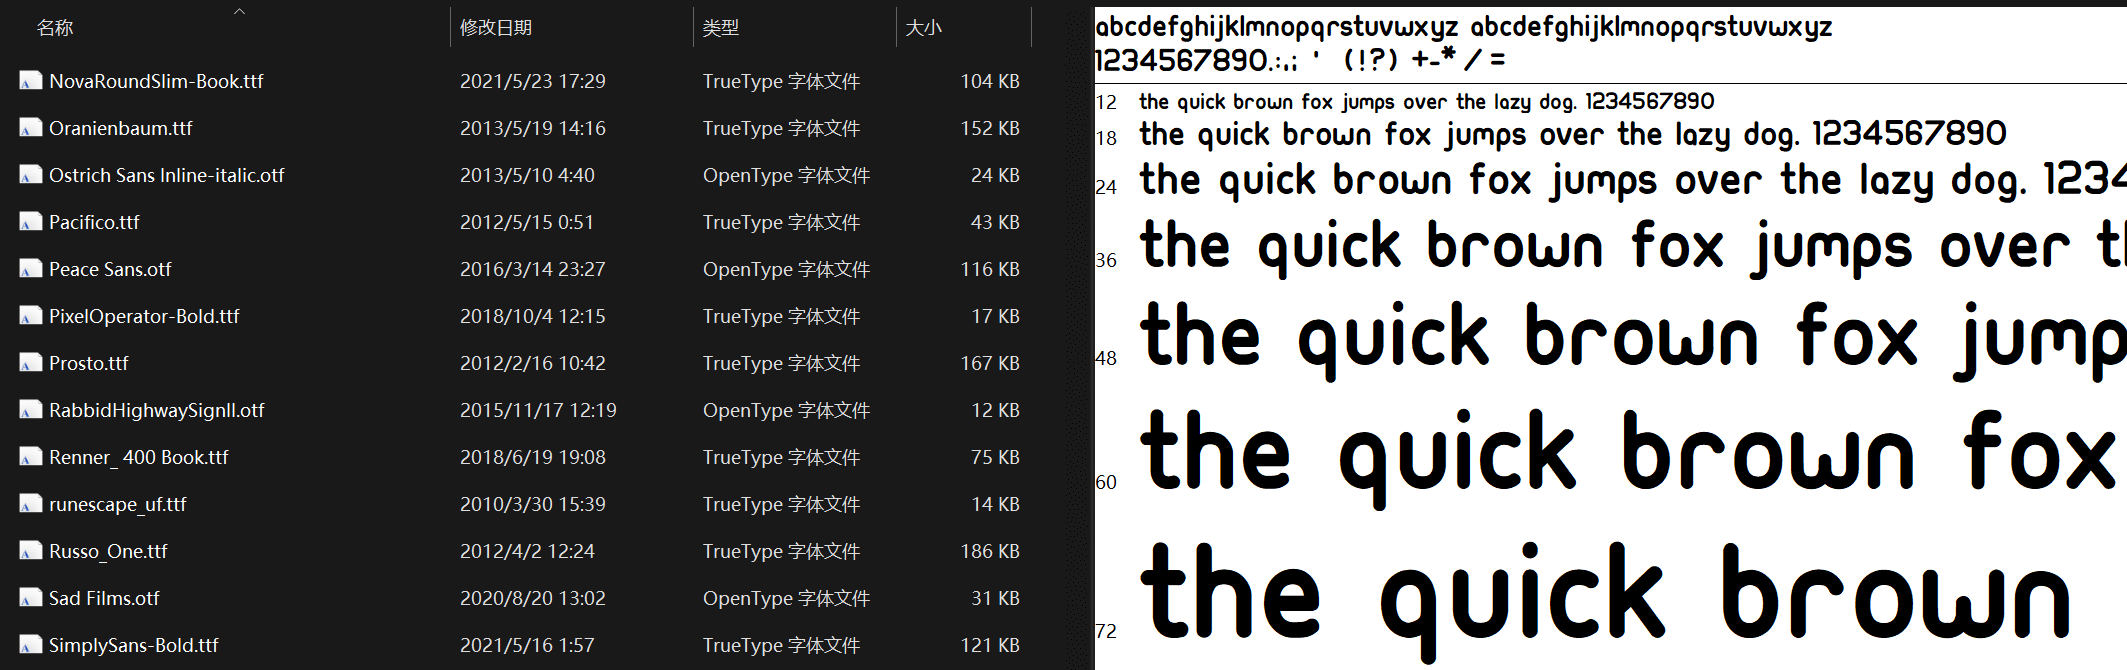 名称 修改日期 类型 大小
NovaRoundSlim-Book.ttf 2021/5/23 17:29 TrueType 字体文件 104 KB
Oranienbaum.ttf 2013/5/19 14:16 TrueType 字体文件 152 KB
Ostrich Sans Inline-italic.otf 2013/5/10 4:40 OpenType 字体文件 24 KB
Pacifico.ttf 2012/5/15 0:51 TrueType 字体文件 43 KB
Peace Sans.otf 2016/3/14 23:27 OpenType 字体文件 116 KB
PixelOperator-Bold.ttf 2018/10/4 12:15 TrueType 字体文件 17 KB
Prosto.ttf 2012/2/16 10:42 TrueType 字体文件 167 KB
RabbidHighwaySignII.otf 2015/11/17 12:19 OpenType 字体文件 12 KB
Renner_ 400 Book.ttf 2018/6/19 19:08 TrueType 字体文件 75 KB
runescape_uf.ttf 2010/3/30 15:39 TrueType 字体文件 14 KB
Russo_One.ttf 2012/4/2 12:24 TrueType 字体文件 186 KB
Sad Films.otf 2020/8/20 13:02 OpenType 字体文件 31 KB
SimplySans-Bold.ttf 2021/5/16 1:57 TrueType 字体文件 121 KB
abcdefghijklmnopqrstuvwxyz abcdefghijklmnopqrstuvwxyz
1234567890.:,; ' (!?) +-* / =
12 the quick brown fox jumps over the lazy dog. 1234567890
18 the quick brown fox jumps over the lazy dog. 1234567890
24 the quick brown fox jumps over the lazy dog. 1234
36 the quick brown fox jumps over th
48 the quick brown fox jump
60 the quick brown fox
72 the quick brown